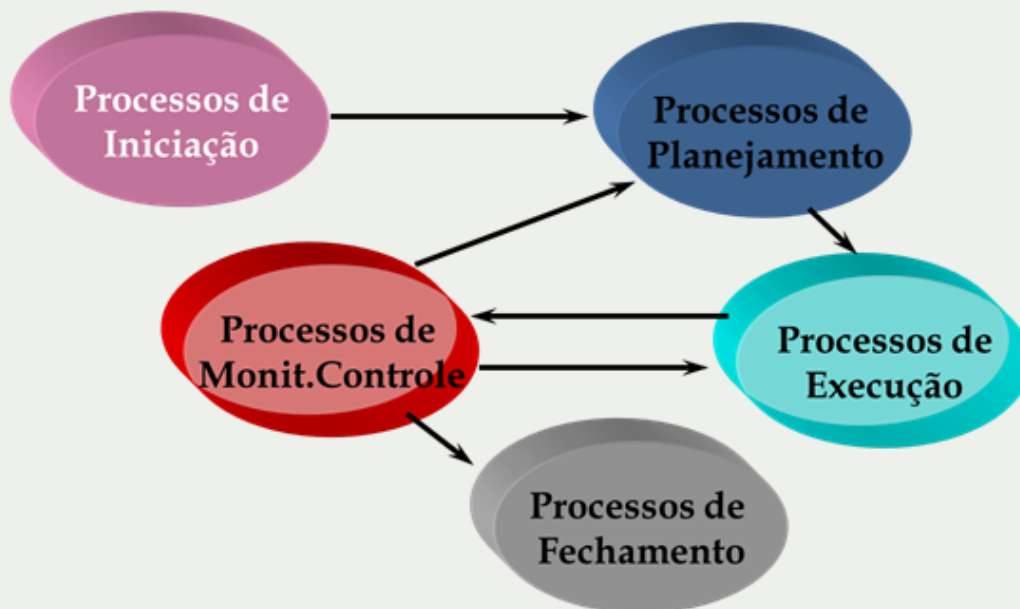 Processos de
Iniciação
Processos de
Planejamento
Processos de
Monit.Controle
Processos de
Execução
Processos de
Fechamento